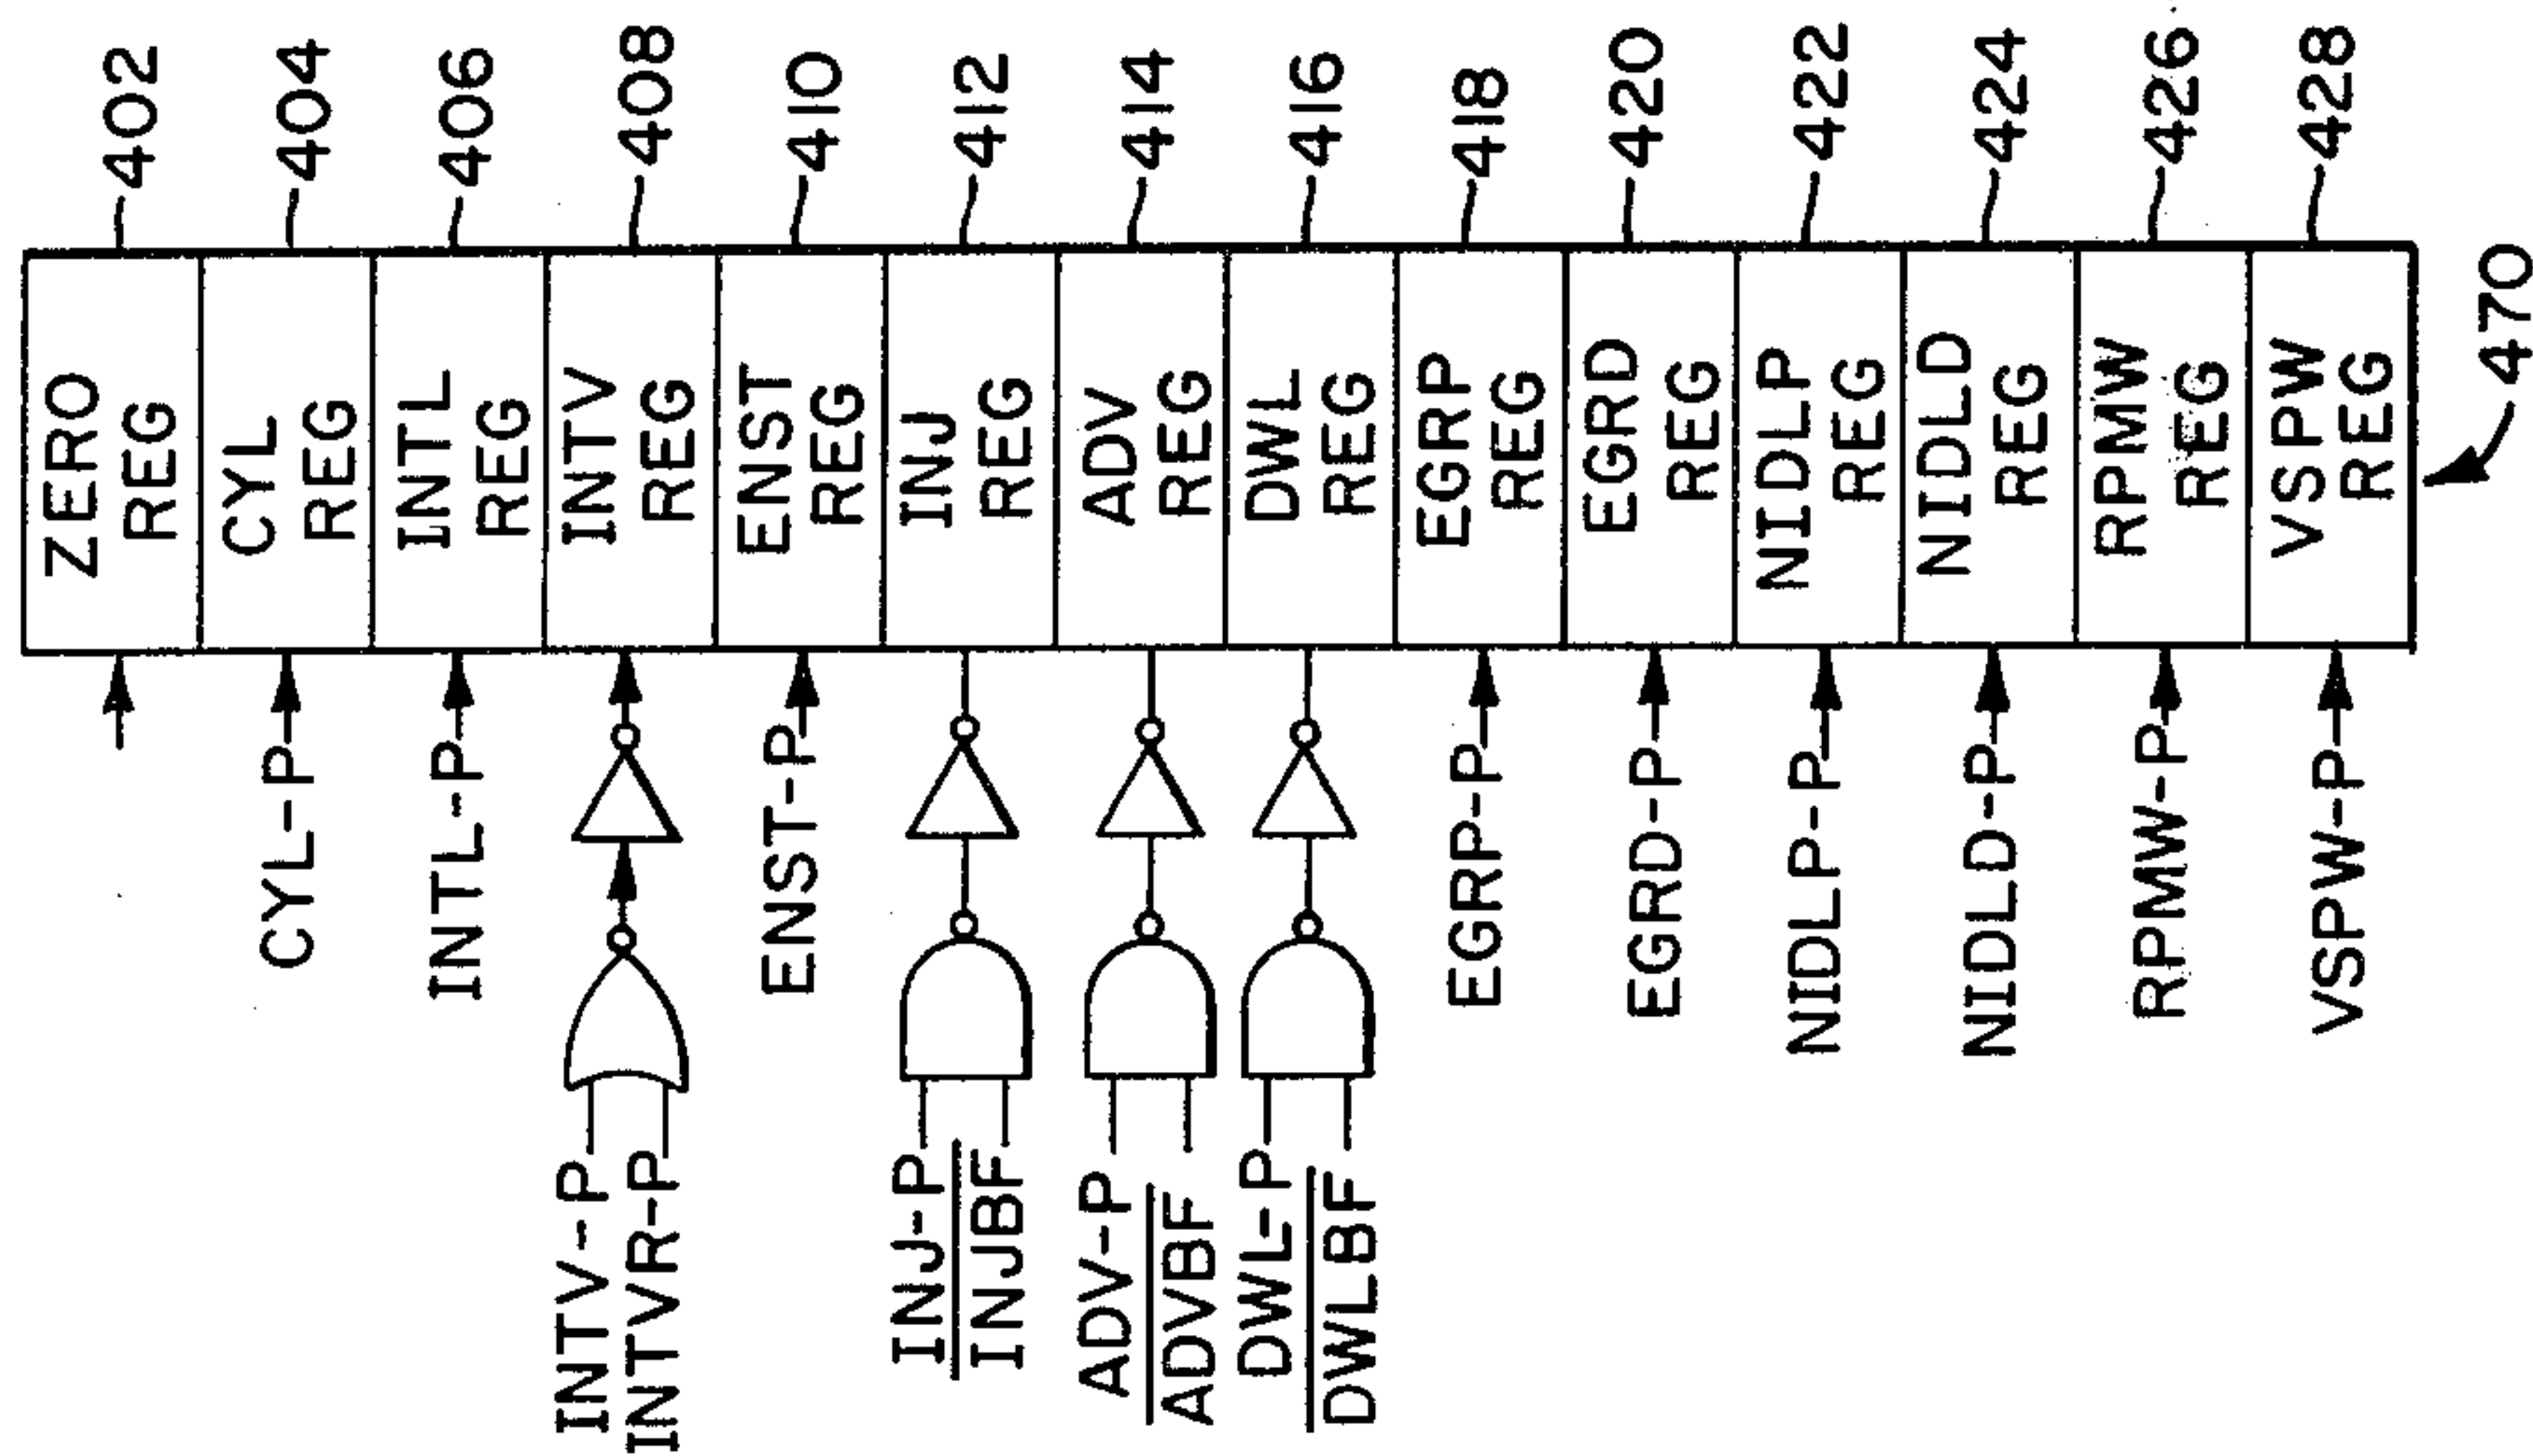 ZERO
REG
402
CYL-P
CYL
REG
404
INTL-P
INTL
REG
406
INTV-P
INTVR-P
INTV
REG
408
ENST-P
ENST
REG
410
INJ-P
INJBF
INJ
REG
412
ADV-P
ADVBF
ADV
REG
414
DWL-P
DWLBF
DWL
REG
416
EGRP-P
EGRP
REG
418
EGRD-P
EGRD
REG
420
NIDLP-P
NIDLP
REG
422
NIDLD-P
NIDLD
REG
424
RPMW-P
RPMW
REG
426
VSPW-P
VSPW
REG
428
470